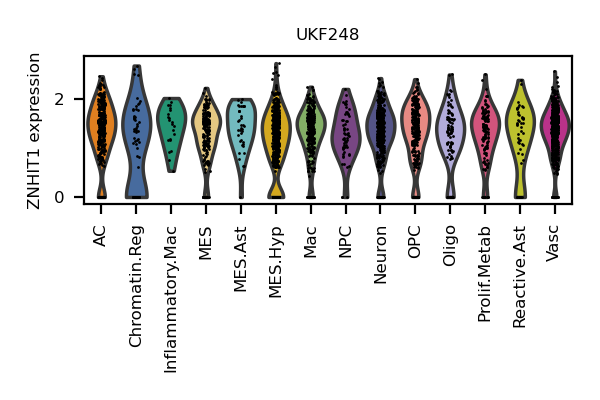 UKF248
ZNHIT1 expression
2
0
AC
Chromatin.Reg
Inflammatory.Mac
MES
MES.Ast
MES.Hyp
Mac
NPC
Neuron
OPC
Oligo
Prolif.Metab
Reactive.Ast
Vasc